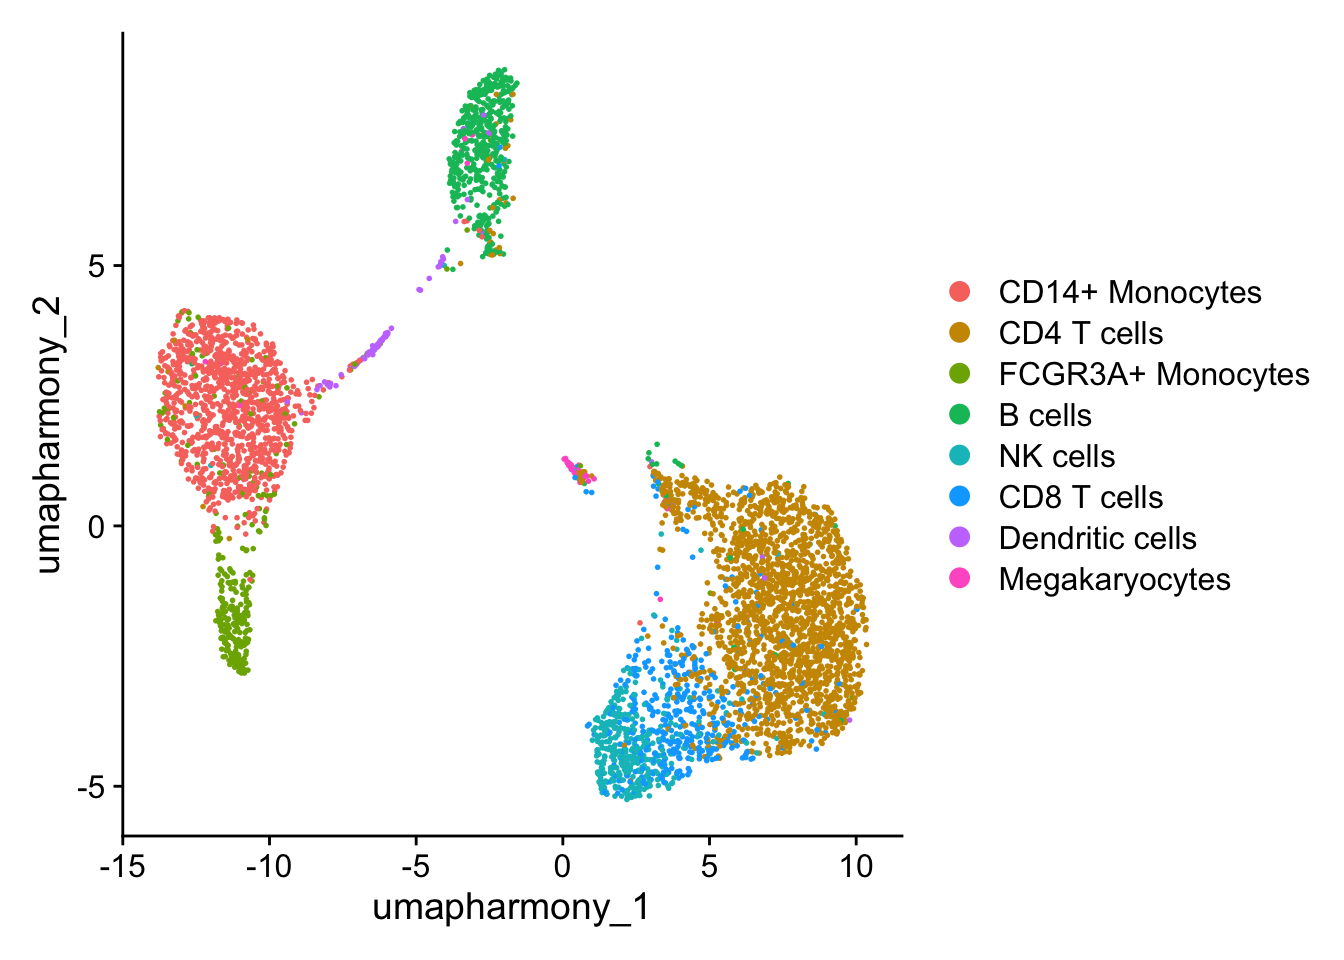 umapharmony_2
5
0
-5
-15
-10
-5
0
5
10
umapharmony_1
CD14+ Monocytes
CD4 T cells
FCGR3A+ Monocytes
B cells
NK cells
CD8 T cells
Dendritic cells
Megakaryocytes